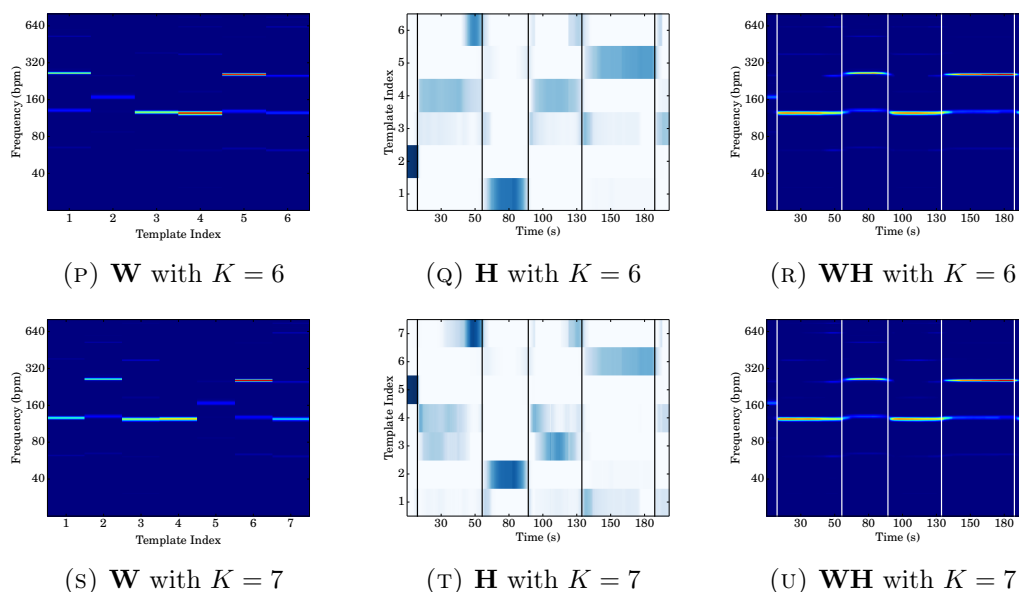 640
320
160
80
40
Frequency (bpm)
1 2 3 4 5 6
Template Index
(P) W with K = 6
6
5
4
3
2
1
Template Index
30 50 80 100 130 180
Time (s)
(Q) H with K = 6
640
320
160
80
40
Frequency (bpm)
30 50 80 100 130 180
Time (s)
(R) WH with K = 6
640
320
160
80
40
Frequency (bpm)
1 2 3 4 5 6 7
Template Index
(S) W with K = 7
7
6
5
4
3
2
1
Template Index
30 50 80 100 130 180
Time (s)
(T) H with K = 7
640
320
160
80
40
Frequency (bpm)
30 50 80 100 130 180
Time (s)
(U) WH with K = 7